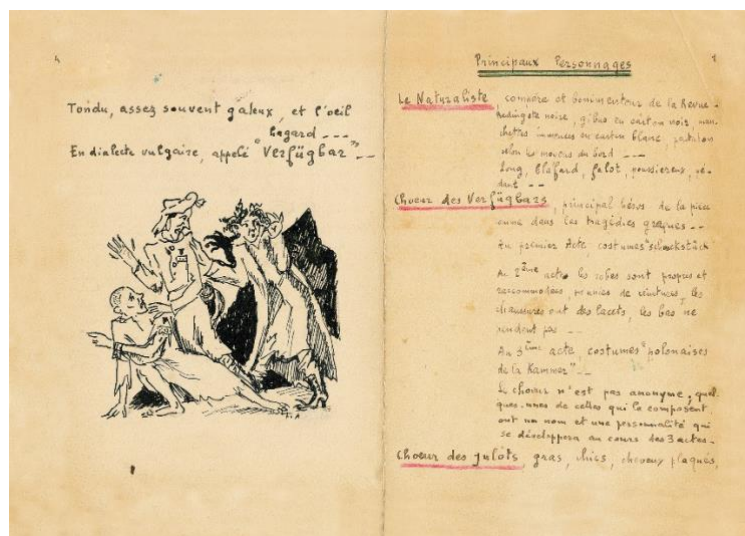 4
Tondu, assez souvent galeux, et l'oeil
hagard ---
En dialecte vulgaire, appelé "Verfügbar" --
Principaux Personnages
Le Naturaliste, compère et bonimenteur de la Revue -
Redingote noire, gibus en carton noir, man-
chettes immenses en carton blanc, pantalon
selon les moyens du bord ---
Long, blafard, falot, poussiéreux,
Choeur des Verfügbars, principal héros de la pièce
comme dans les tragédies grecques --
Au premier Acte, costumes "schmckstück"
Au 2ème acte les robes sont propres et
raccommodées, munies de ceintures, les
chaussures ont des lacets, les bas ne
pendent pas --
Au 3ème acte, costumes "polonaises
de la Kammer" --
Le choeur n'est pas anonyme, quel-
ques-unes de celles qui le composent
ont un nom et une personnalité qui
se développera au cours des 3 actes -
Choeur des Julots, gras, chics, cheveux plaqués,